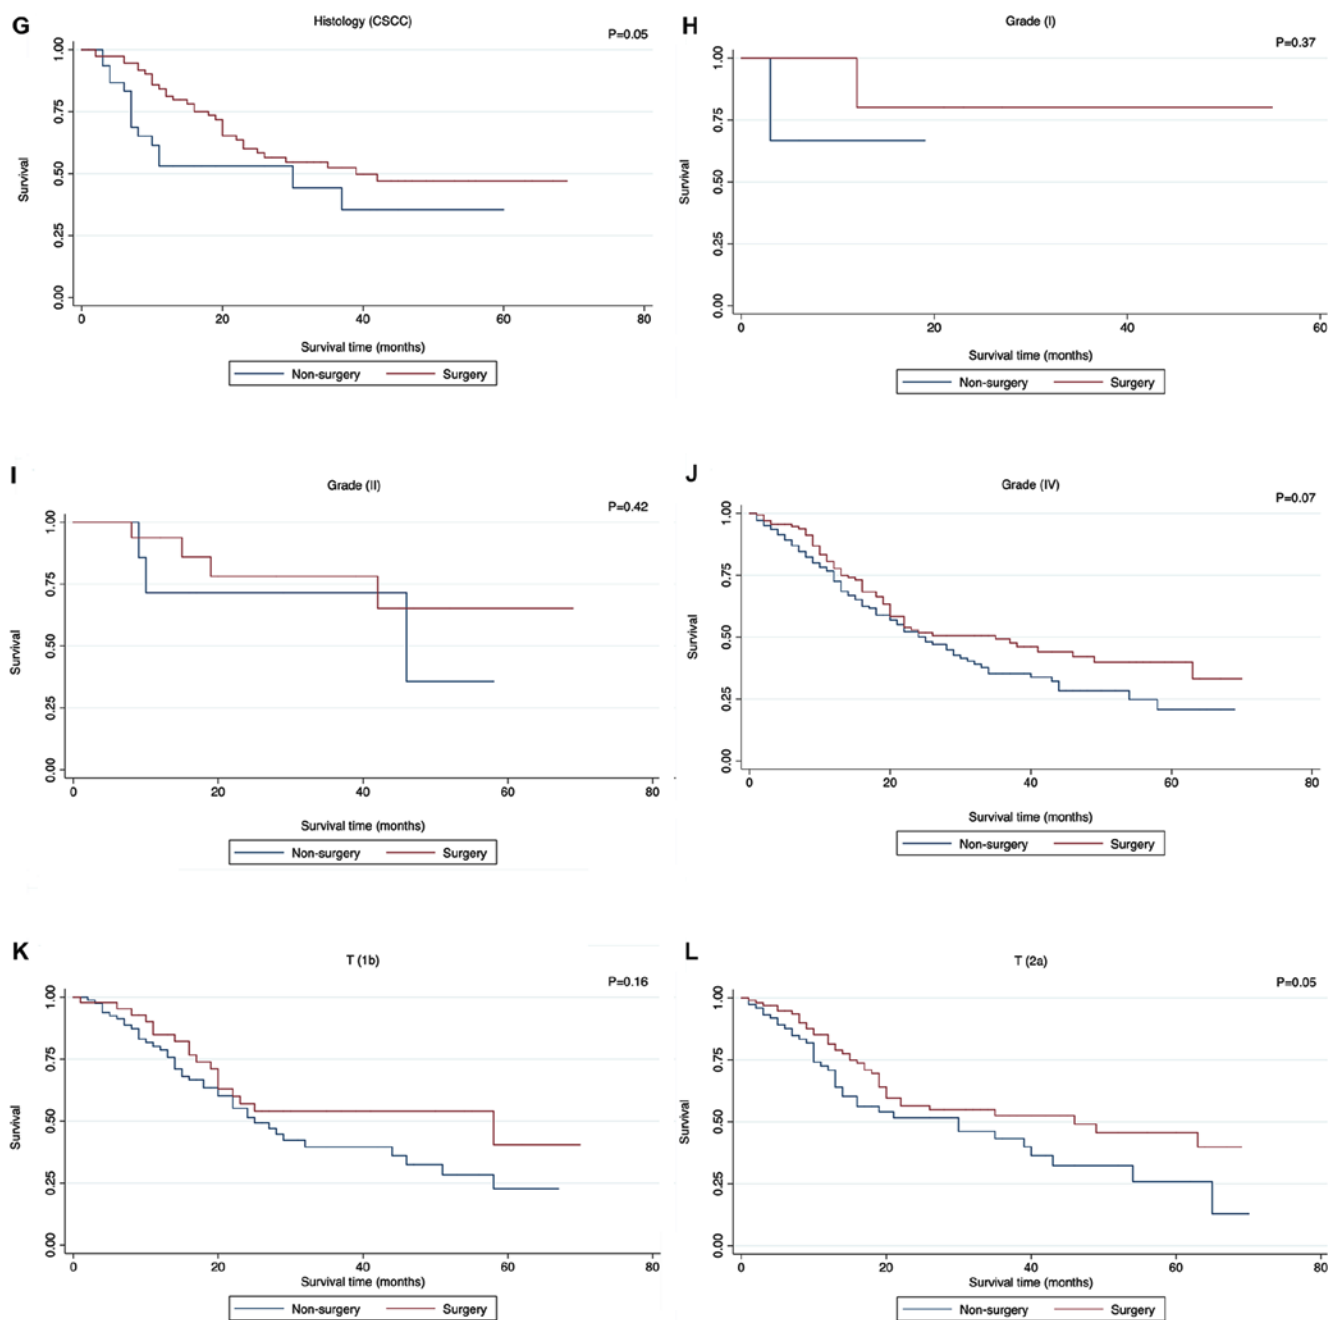 G
Histology (CSCC)
P=0.05
1.00
0.75
0.50
0.25
0.00
Survival
0 20 40 60 80
Survival time (months)
Non-surgery Surgery
H
Grade (I)
P=0.37
1.00
0.75
0.50
0.25
0.00
Survival
0 20 40 60
Survival time (months)
Non-surgery Surgery
I
Grade (II)
P=0.42
1.00
0.75
0.50
0.25
0.00
Survival
0 20 40 60 80
Survival time (months)
Non-surgery Surgery
J
Grade (IV)
P=0.07
1.00
0.75
0.50
0.25
0.00
Survival
0 20 40 60 80
Survival time (months)
Non-surgery Surgery
K
T (1b)
P=0.16
1.00
0.75
0.50
0.25
0.00
Survival
0 20 40 60 80
Survival time (months)
Non-surgery Surgery
L
T (2a)
P=0.05
1.00
0.75
0.50
0.25
0.00
Survival
0 20 40 60 80
Survival time (months)
Non-surgery Surgery